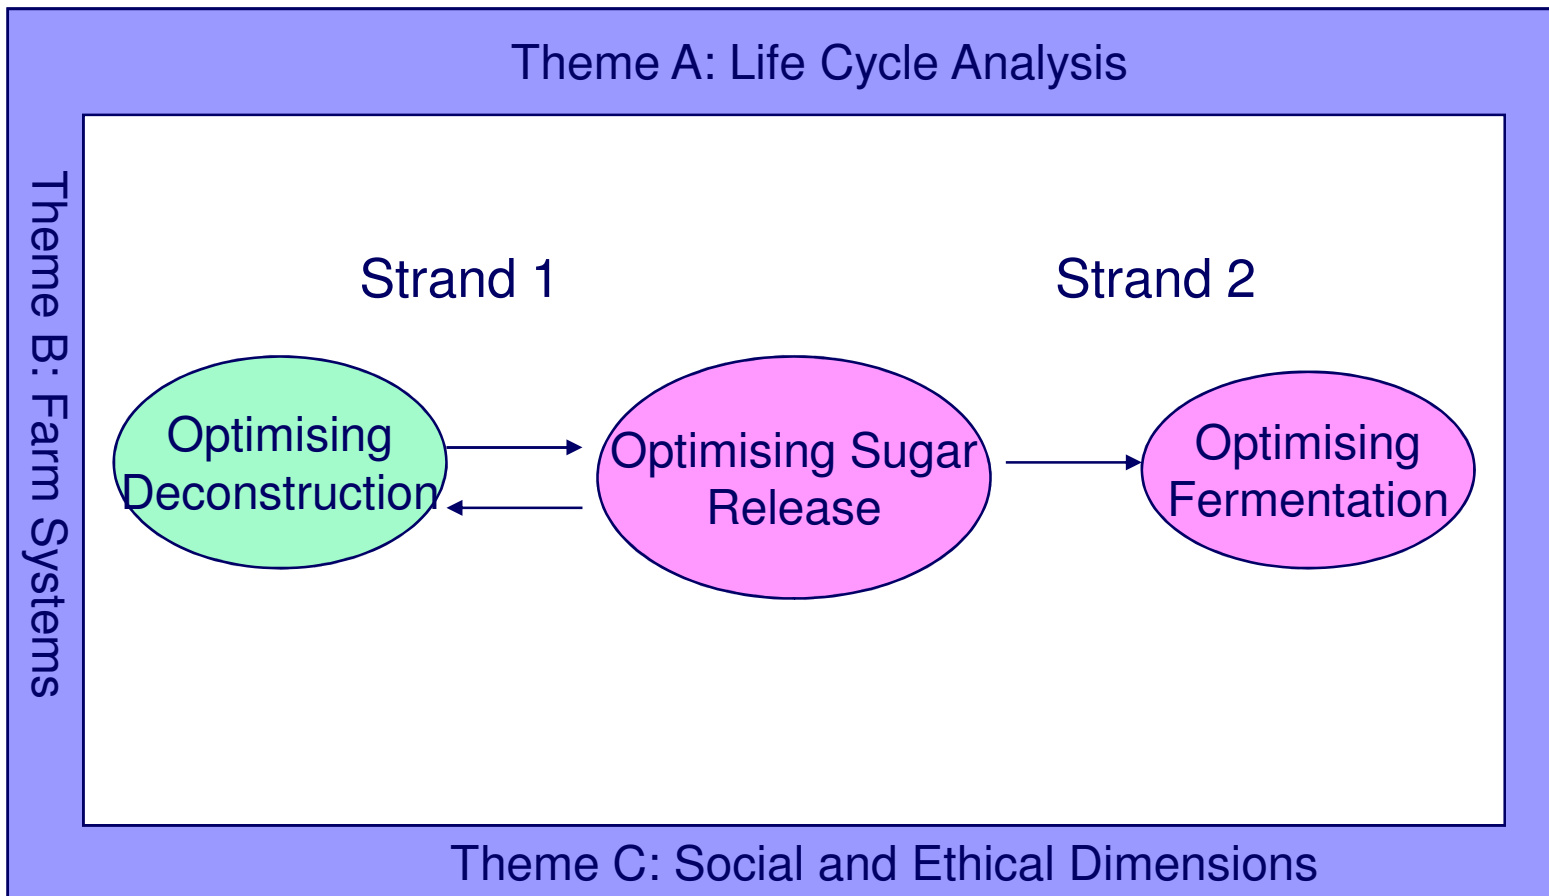 Theme A: Life Cycle Analysis
Theme B: Farm Systems
Strand 1
Strand 2
Optimising
Deconstruction
Optimising Sugar
Release
Optimising
Fermentation
Theme C: Social and Ethical Dimensions